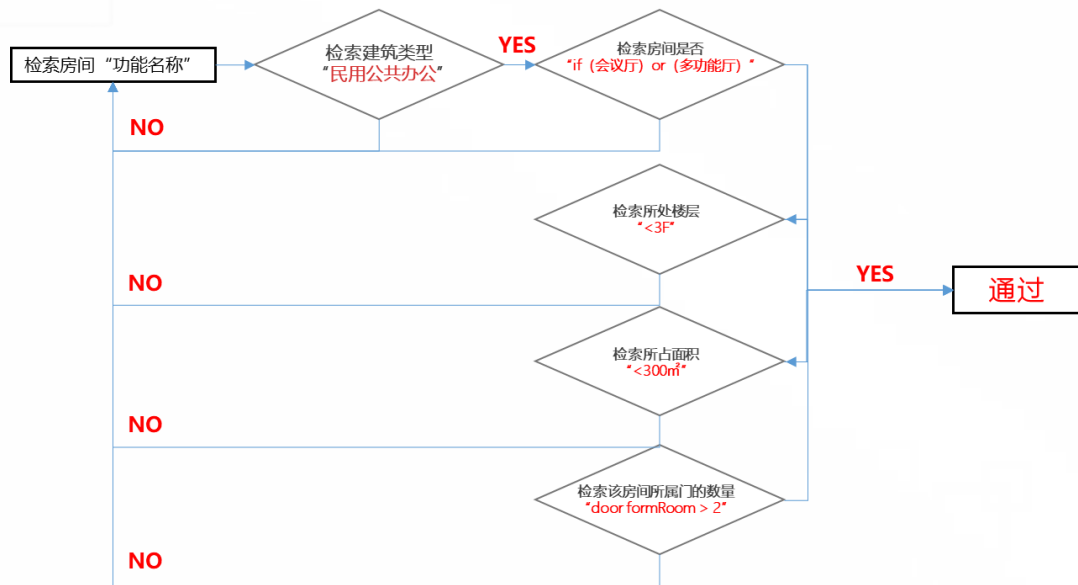 检索房间“功能名称”
检索建筑类型
“民用公共办公”
YES
检索房间是否
“if（会议厅）or（多功能厅）“
NO
检索所处楼层
“<3F”
NO
YES
通过
检索所占面积
“<300㎡”
NO
检索该房间所属门的数量
“door formRoom > 2”
NO